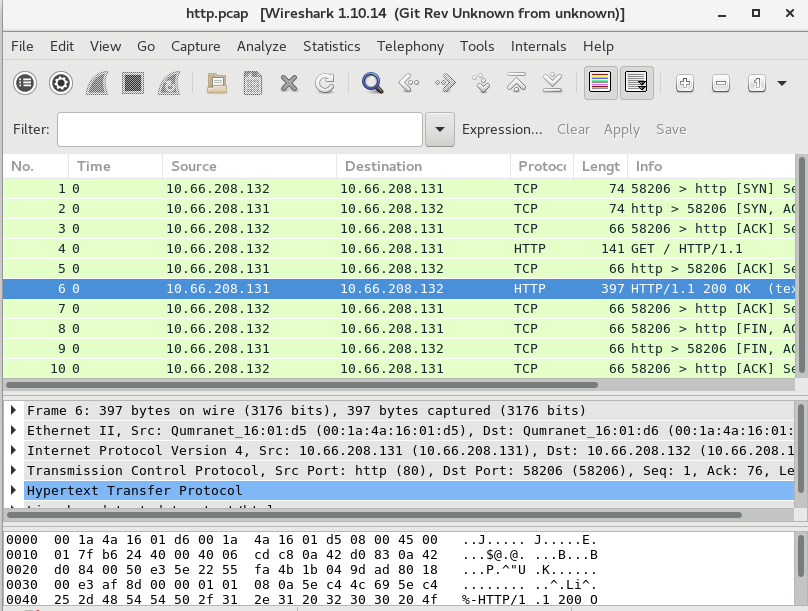 http.pcap [Wireshark 1.10.14 (Git Rev Unknown from unknown)]
File Edit View Go Capture Analyze Statistics Telephony Tools Internals Help
Filter: Expression... Clear Apply Save
No. Time Source Destination Protoc Lengt Info
1 0 10.66.208.132 10.66.208.131 TCP 74 58206 > http [SYN] Se
2 0 10.66.208.131 10.66.208.132 TCP 74 http > 58206 [SYN, AC
3 0 10.66.208.132 10.66.208.131 TCP 66 58206 > http [ACK] Se
4 0 10.66.208.132 10.66.208.131 HTTP 141 GET / HTTP/1.1
5 0 10.66.208.131 10.66.208.132 TCP 66 http > 58206 [ACK] Se
6 0 10.66.208.131 10.66.208.132 HTTP 397 HTTP/1.1 200 OK (tex
7 0 10.66.208.132 10.66.208.131 TCP 66 58206 > http [ACK] Se
8 0 10.66.208.132 10.66.208.131 TCP 66 58206 > http [FIN, AC
9 0 10.66.208.131 10.66.208.132 TCP 66 http > 58206 [FIN, AC
10 0 10.66.208.132 10.66.208.131 TCP 66 58206 > http [ACK] Se
Frame 6: 397 bytes on wire (3176 bits), 397 bytes captured (3176 bits)
Ethernet II, Src: Qumranet_16:01:d5 (00:1a:4a:16:01:d5), Dst: Qumranet_16:01:d6 (00:1a:4a:16:01:
Internet Protocol Version 4, Src: 10.66.208.131 (10.66.208.131), Dst: 10.66.208.132 (10.66.208.1
Transmission Control Protocol, Src Port: http (80), Dst Port: 58206 (58206), Seq: 1, Ack: 76, Le
Hypertext Transfer Protocol
0000 00 1a 4a 16 01 d6 00 1a 4a 16 01 d5 08 00 45 00 ..J..... J.....E.
0010 01 7f b6 24 40 00 40 06 cd c8 0a 42 d0 83 0a 42 ...$@.@. ...B...B
0020 d0 84 00 50 e3 5e 22 55 fa 4b 1b 04 9d ad 80 18 ...P.^"U .K......
0030 00 e3 af 8d 00 00 01 01 08 0a 5e c4 4c 69 5e c4 ........ ..^.Li^.
0040 25 2d 48 54 54 50 2f 31 2e 31 20 32 30 30 20 4f %-HTTP/1 .1 200 O